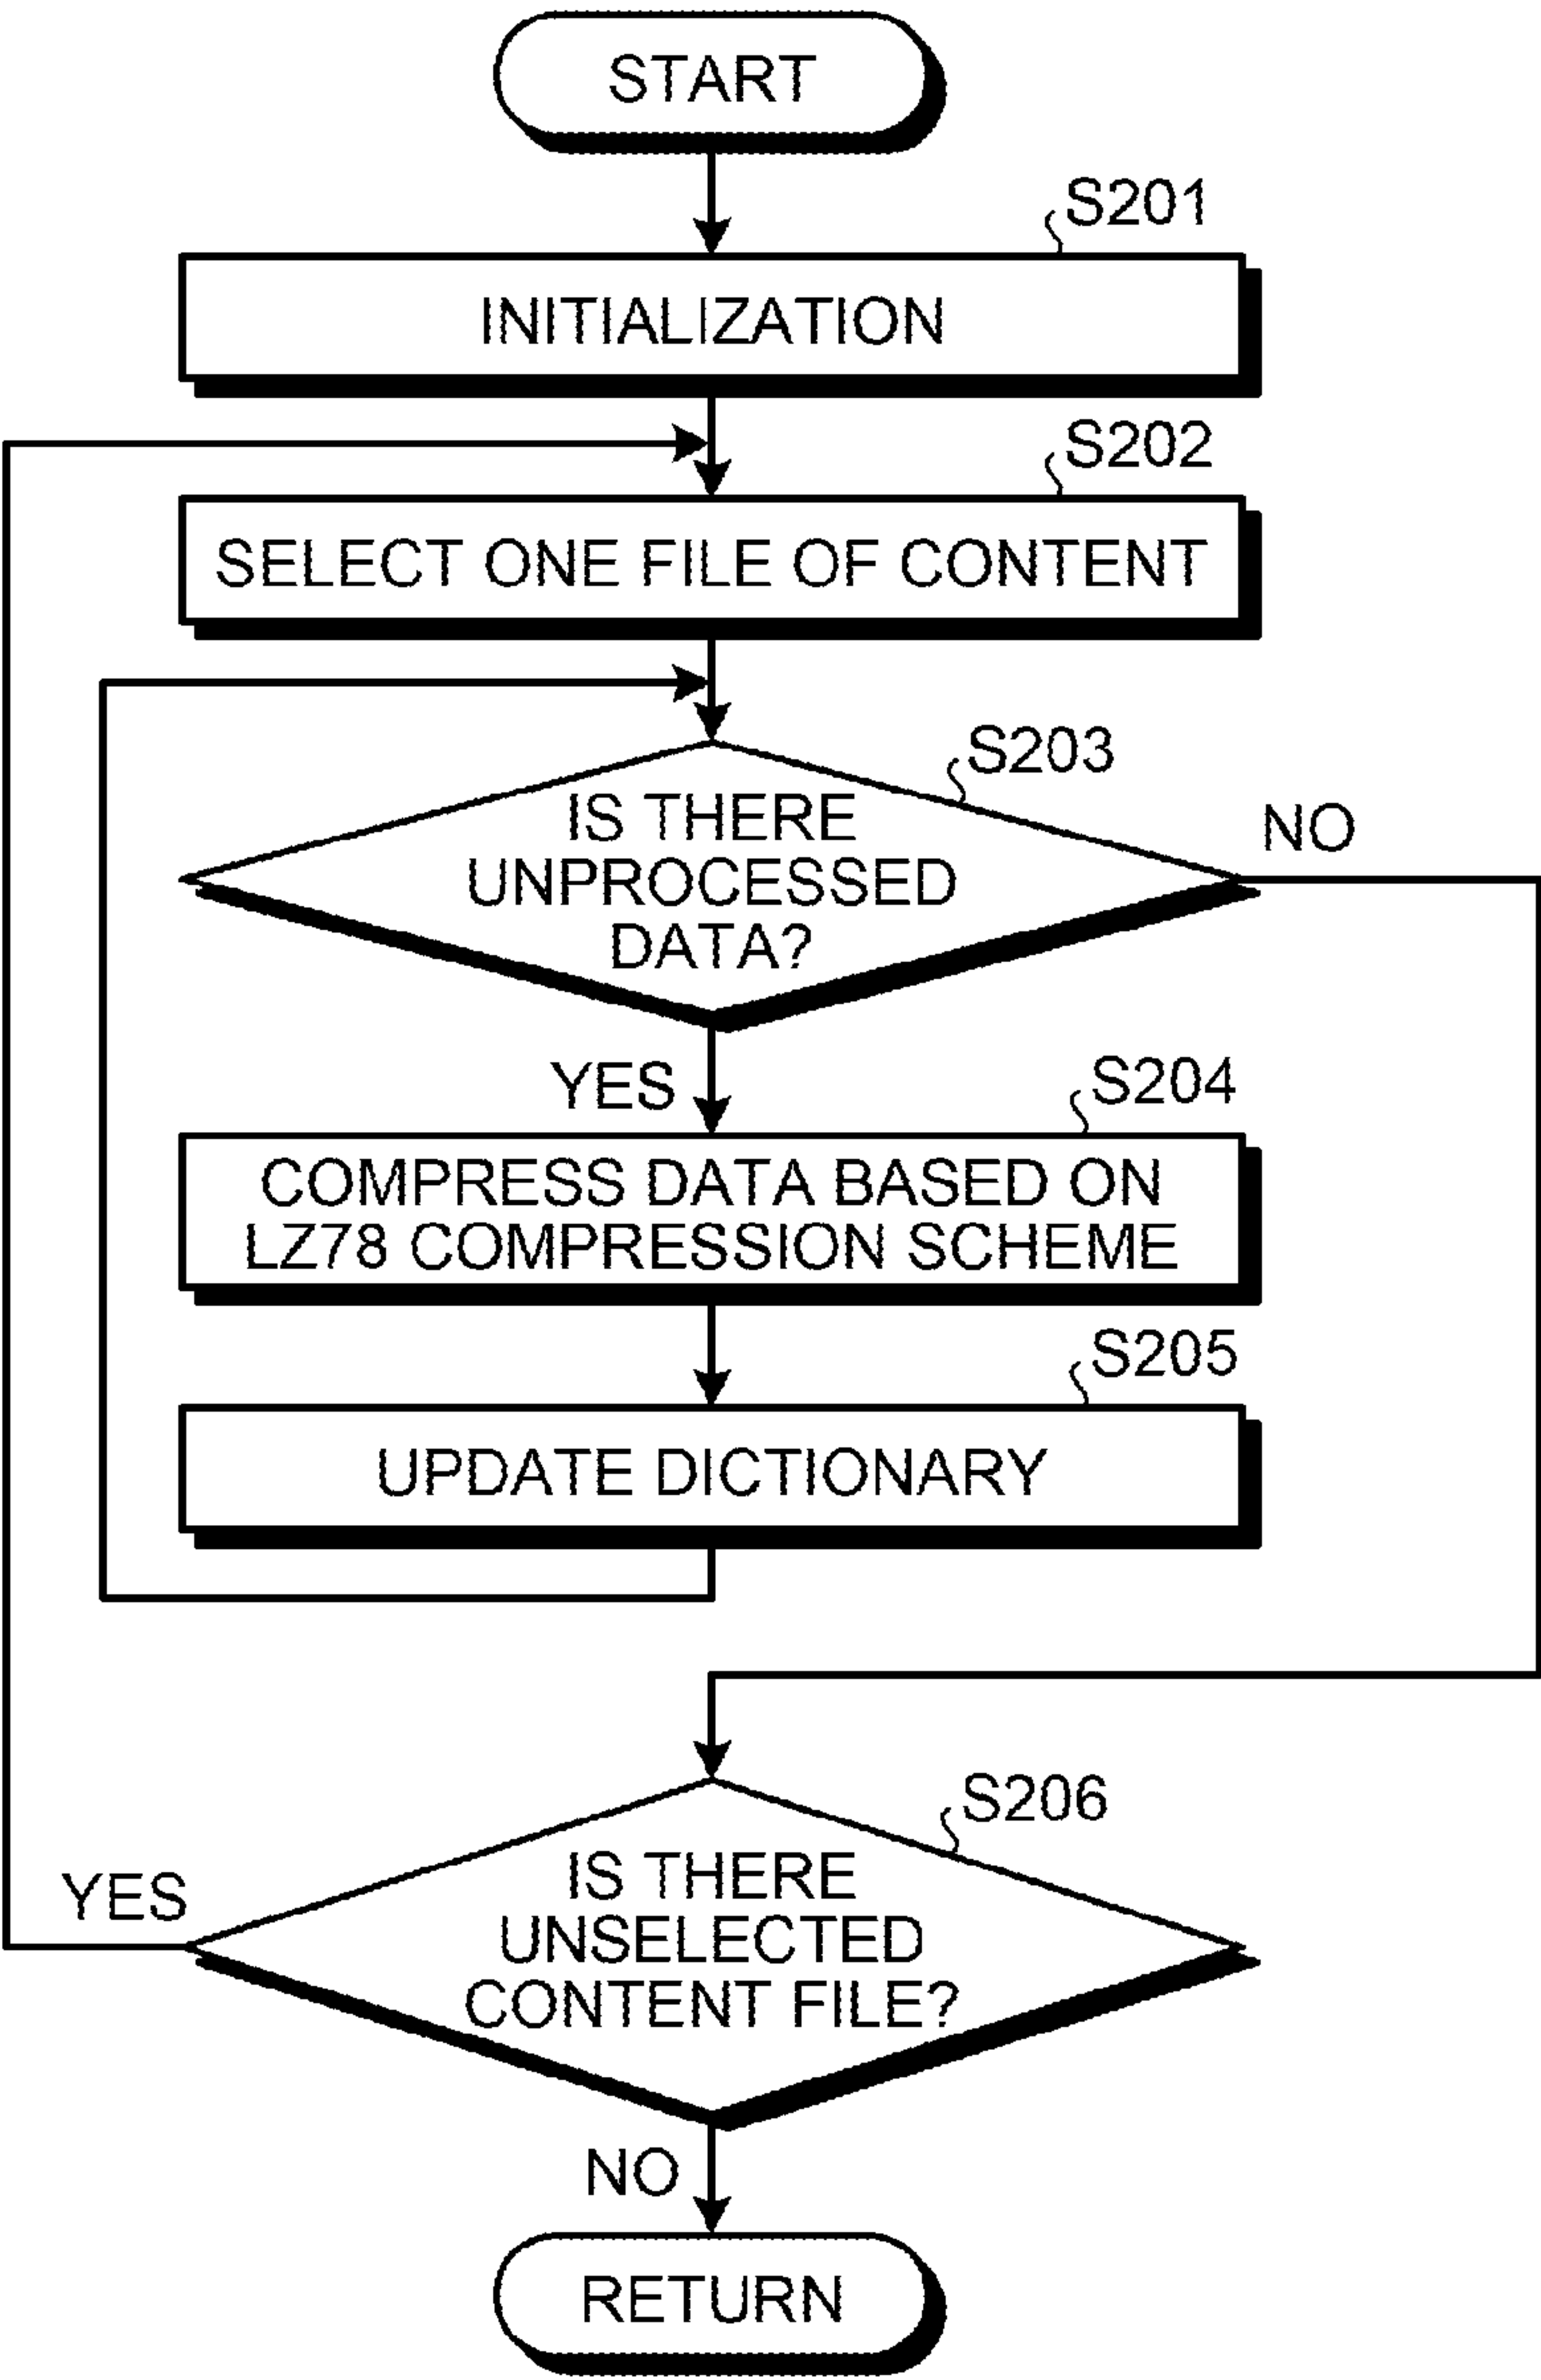 START
S201
INITIALIZATION
S202
SELECT ONE FILE OF CONTENT
S203
IS THERE
UNPROCESSED
DATA?
NO
YES
S204
COMPRESS DATA BASED ON
LZ78 COMPRESSION SCHEME
S205
UPDATE DICTIONARY
S206
IS THERE
UNSELECTED
CONTENT FILE?
YES
NO
RETURN